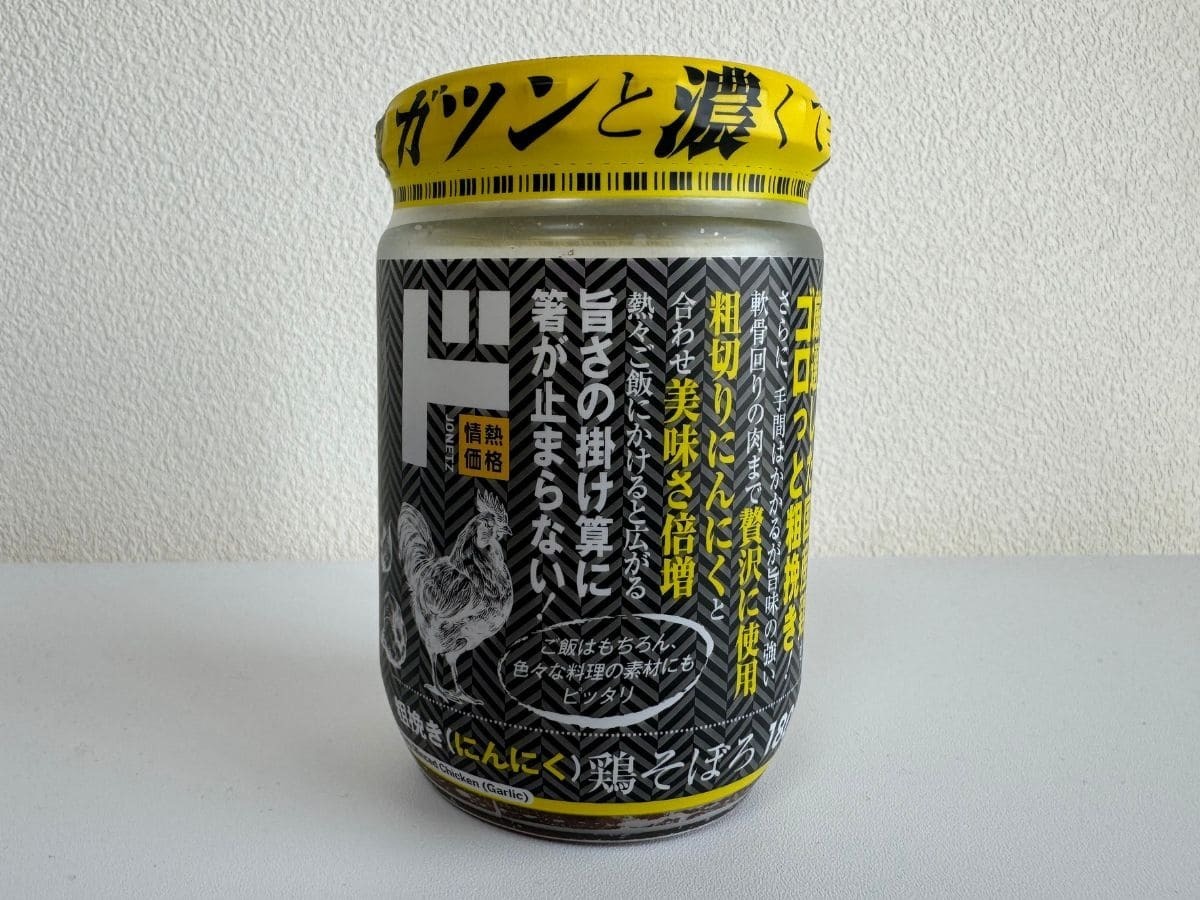 ガツンと濃くて
ゴロっと粗挽き!
さらに、手間はかかるが旨味の強い
軟骨回りの肉まで贅沢に使用
粗切りにんにくと
合わせ美味さ倍増
熱々ご飯にかけると広がる
旨さの掛け算に
箸が止まらない!
ド
JONETZ
情熱
価格
ご飯はもちろん、
色々な料理の素材にも
ピッタリ
粗挽き(にんにく)鶏そぼろ
Chicken (Garlic)